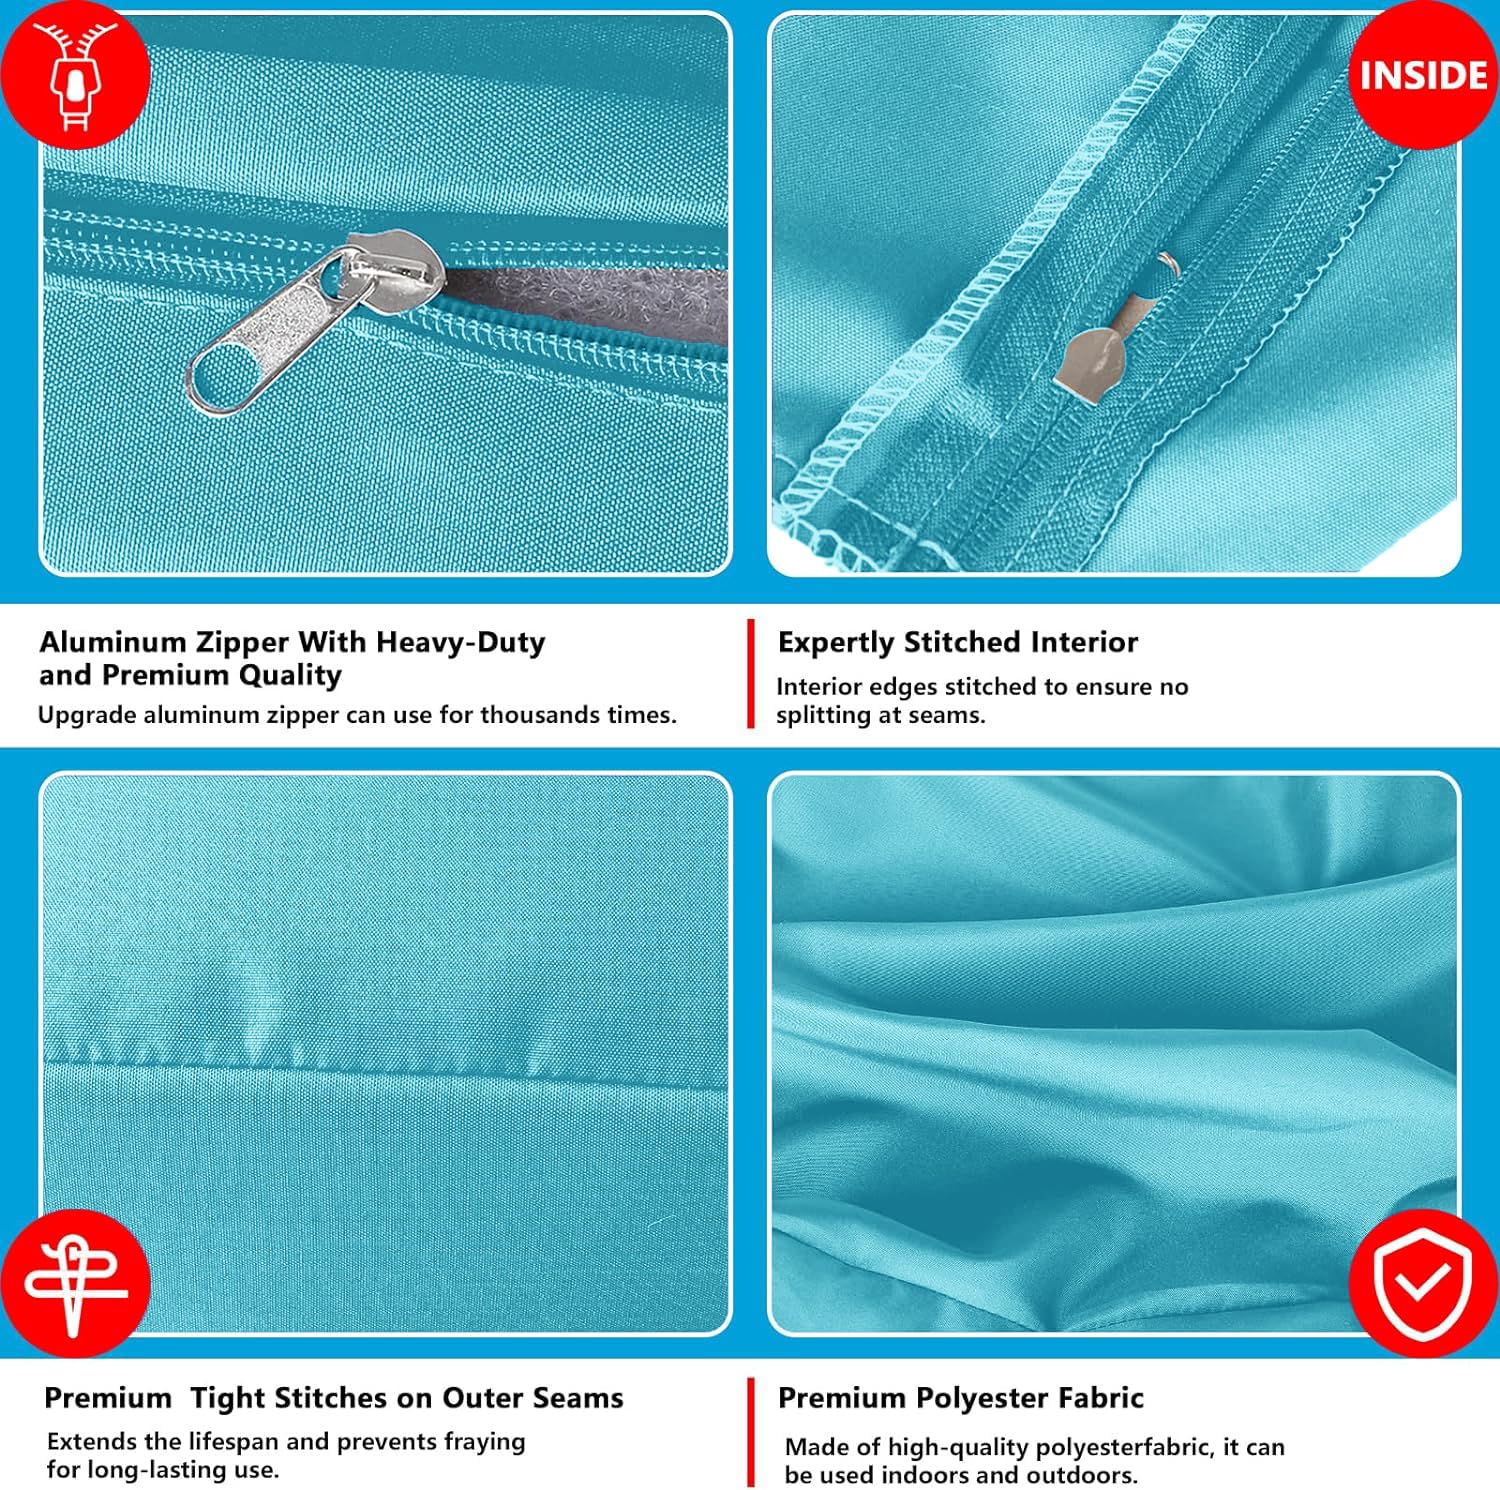 INSIDE
Aluminum Zipper With Heavy-Duty
and Premium Quality
Upgrade aluminum zipper can use for thousands times.
Expertly Stitched Interior
Interior edges stitched to ensure no
splitting at seams.
Premium  Tight Stitches on Outer Seams
Extends the lifespan and prevents fraying
for long-lasting use.
Premium Polyester Fabric
Made of high-quality polyesterfabric, it can
be used indoors and outdoors.